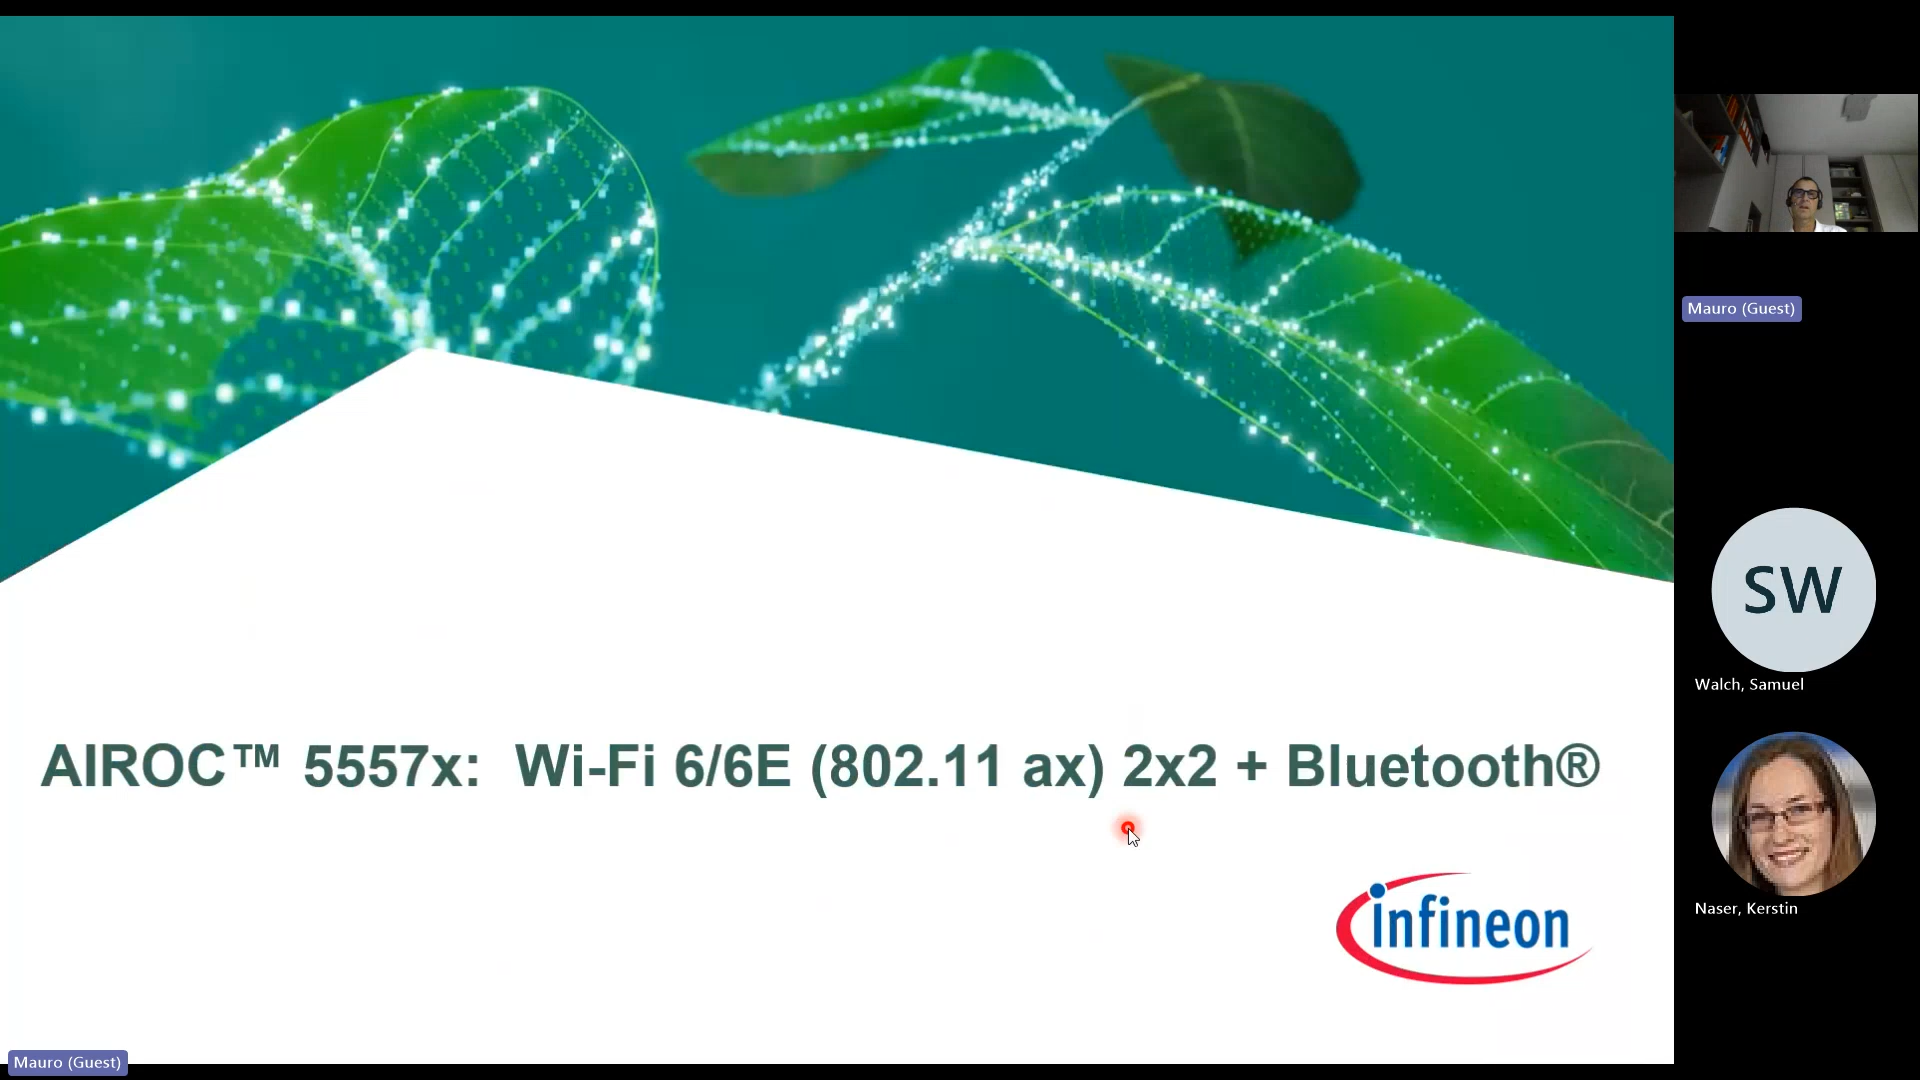 AIROC™ 5557x: Wi-Fi 6/6E (802.11 ax) 2x2 + Bluetooth®
infineon
Mauro (Guest)
Mauro (Guest)
SW
Walch, Samuel
Naser, Kerstin